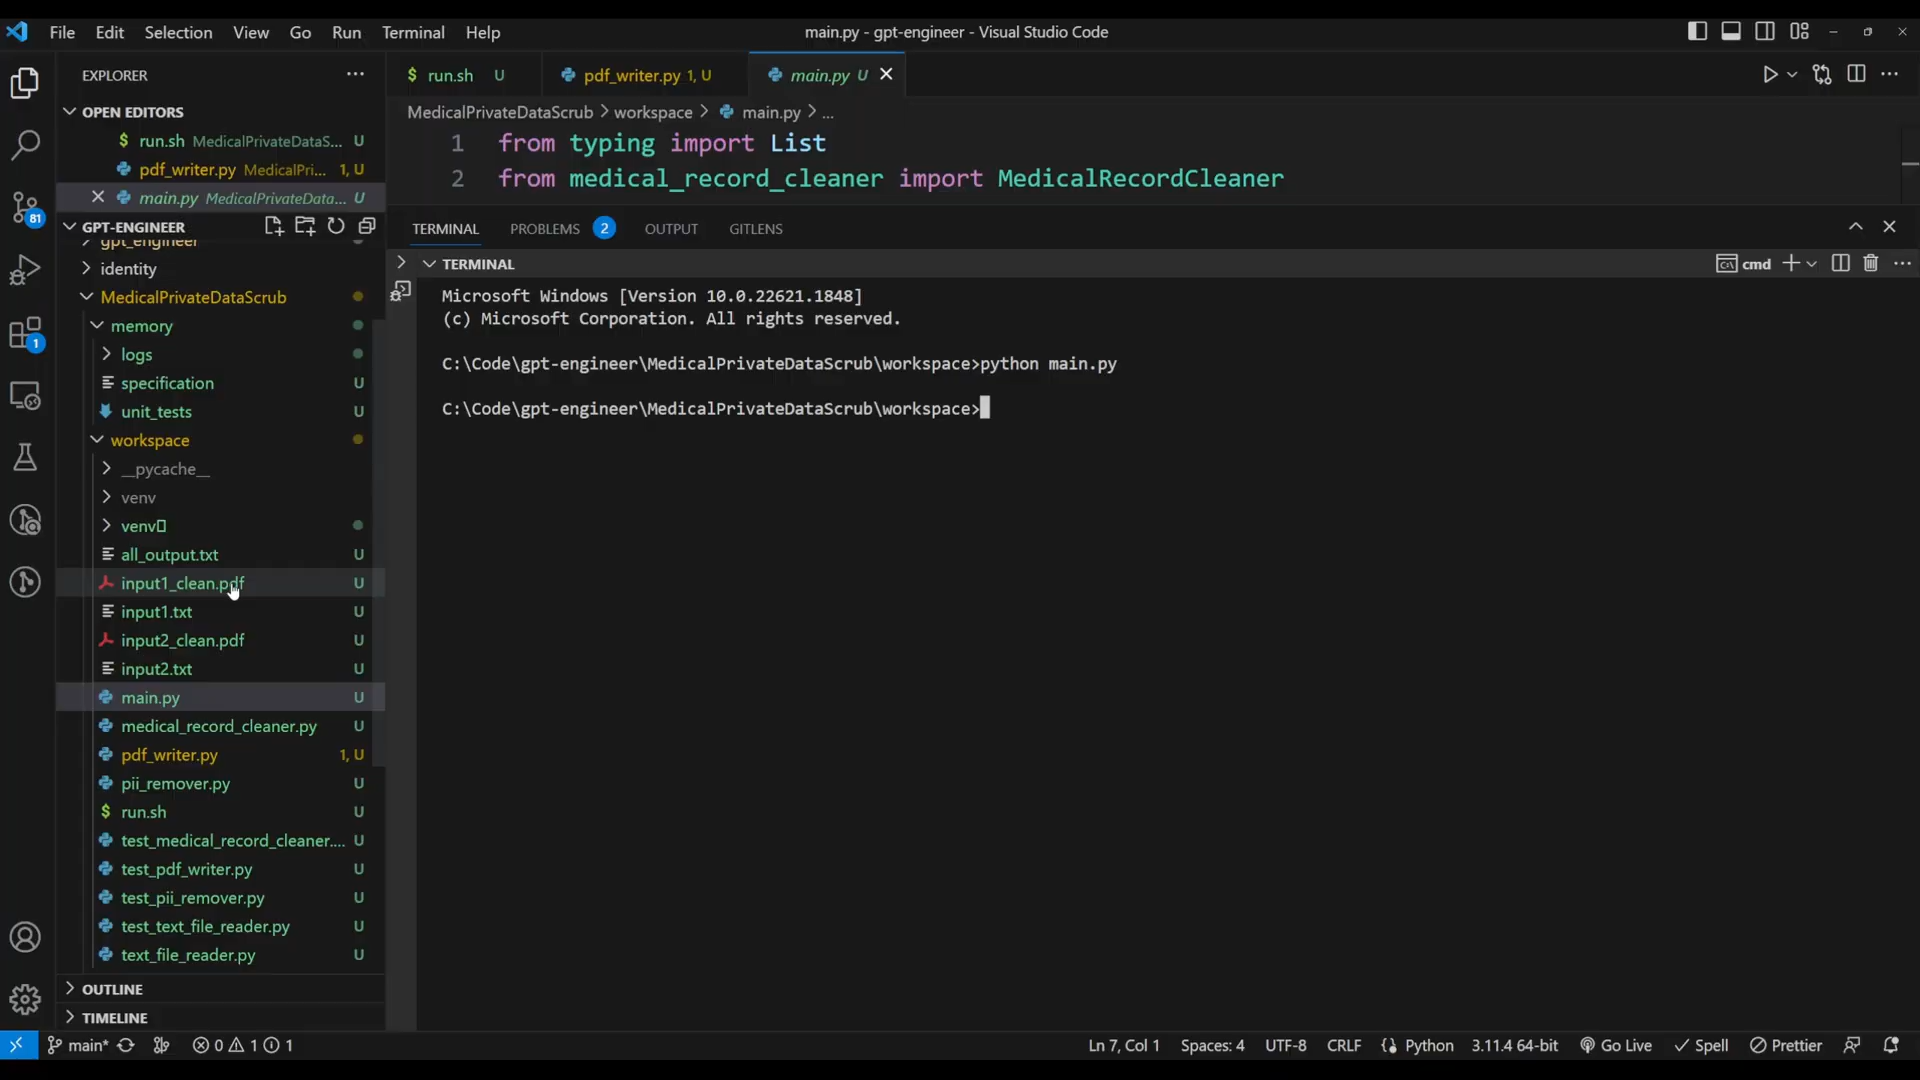 File Edit Selection View Go Run Terminal Help
main.py - gpt-engineer - Visual Studio Code
EXPLORER
OPEN EDITORS
$ run.sh MedicalPrivateDataS... U
pdf_writer.py MedicalPri... 1, U
main.py MedicalPrivateData... U
GPT-ENGINEER
gpt_engineer
identity
MedicalPrivateDataScrub
memory
logs
specification U
unit_tests U
workspace
__pycache__
venv
venv▯
all_output.txt U
input1_clean.pdf U
input1.txt U
input2_clean.pdf U
input2.txt U
main.py U
medical_record_cleaner.py U
pdf_writer.py 1, U
pii_remover.py U
$ run.sh U
test_medical_record_cleaner.... U
test_pdf_writer.py U
test_pii_remover.py U
test_text_file_reader.py U
text_file_reader.py U
OUTLINE
TIMELINE
81
1
$ run.sh U
pdf_writer.py 1, U
main.py U
MedicalPrivateDataScrub > workspace > main.py > ...
1 from typing import List
2 from medical_record_cleaner import MedicalRecordCleaner
TERMINAL PROBLEMS 2 OUTPUT GITLENS
TERMINAL
cmd
Microsoft Windows [Version 10.0.22621.1848]
(c) Microsoft Corporation. All rights reserved.
C:\Code\gpt-engineer\MedicalPrivateDataScrub\workspace>python main.py
C:\Code\gpt-engineer\MedicalPrivateDataScrub\workspace>
main* 0 1 1
Ln 7, Col 1 Spaces: 4 UTF-8 CRLF Python 3.11.4 64-bit Go Live Spell Prettier